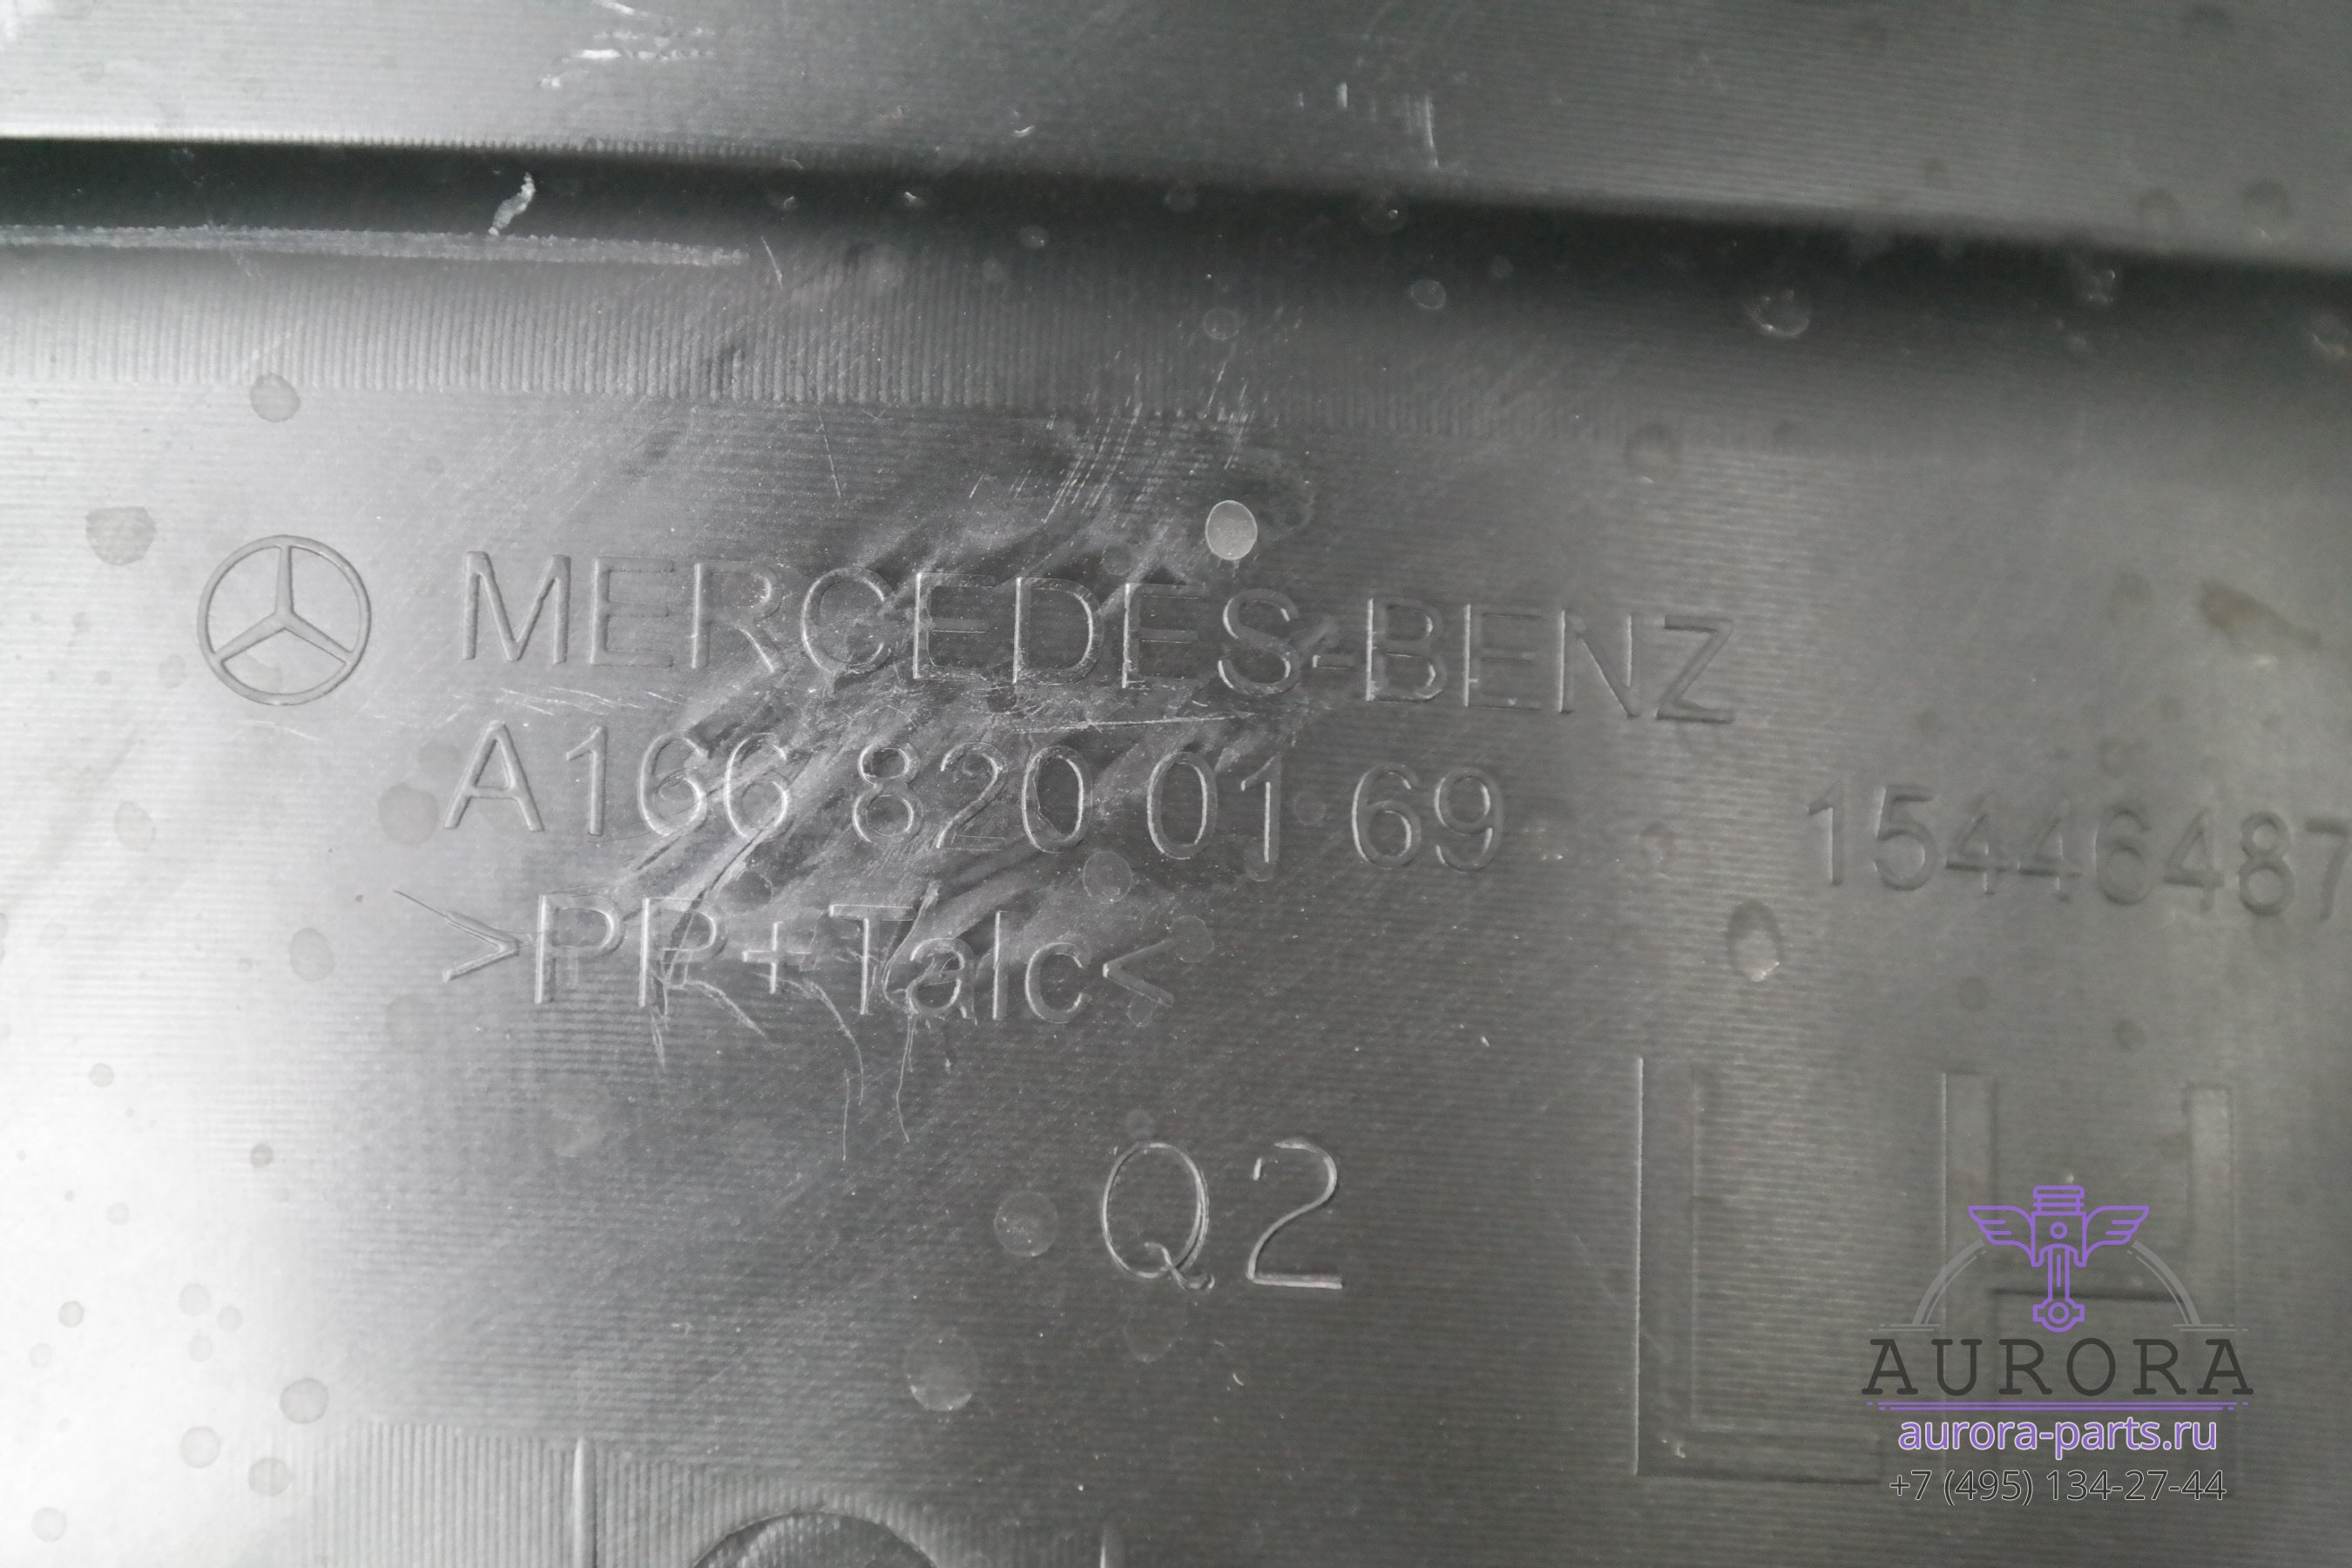 MERCEDES-BENZ
A166 820 01 69
15446487
>PP+Talc<
Q2
LH
AURORA
aurora-parts.ru
+7 (495) 134-27-44